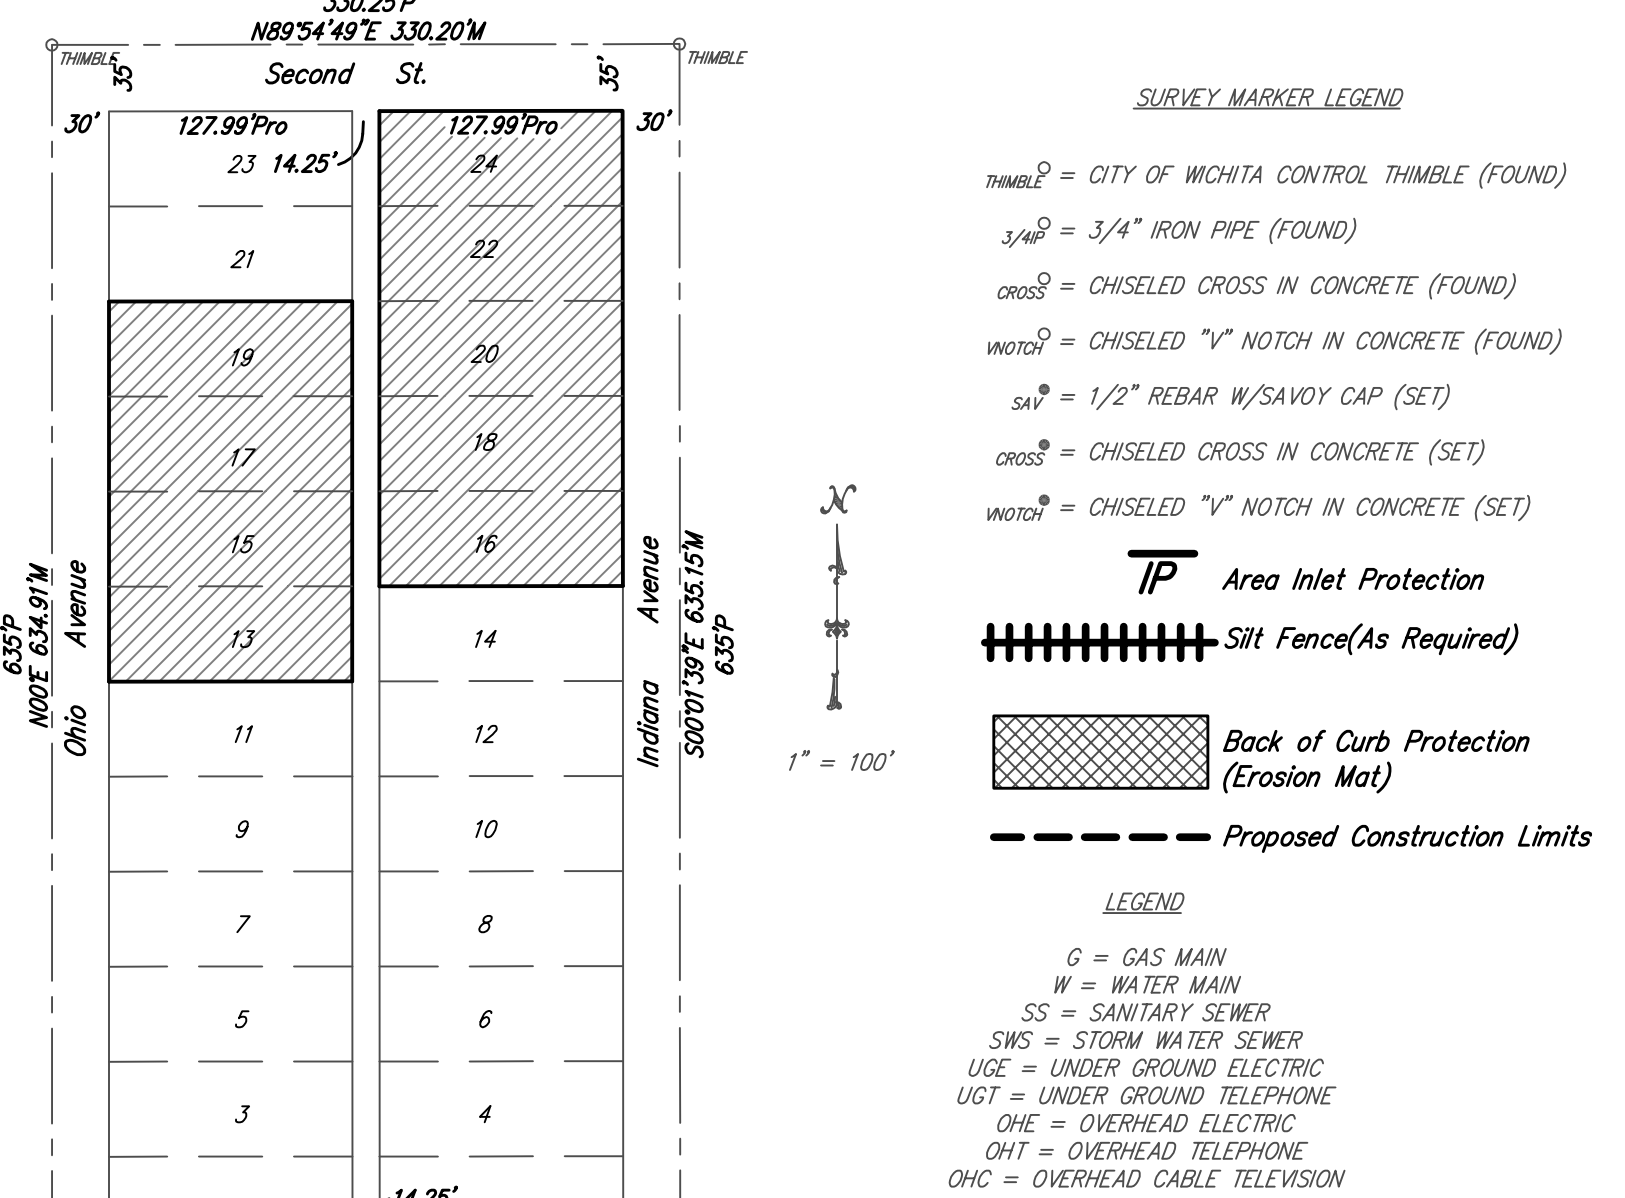 330.25'P
N89°54'49"E 330.20'M
THIMBLE
THIMBLE
35'
Second St.
35'
30'
127.99'Pro
127.99'Pro
30'
23
14.25'
24
21
22
19
20
17
18
15
16
13
14
11
12
9
10
7
8
5
6
3
4
14.25'
635'P
N00°E 634.91'M
Ohio Avenue
Indiana Avenue
S00°01'39"E 635.15'M
635'P
N
1" = 100'
SURVEY MARKER LEGEND
THIMBLE = CITY OF WICHITA CONTROL THIMBLE (FOUND)
3/4IP = 3/4" IRON PIPE (FOUND)
CROSS = CHISELED CROSS IN CONCRETE (FOUND)
VNOTCH = CHISELED "V" NOTCH IN CONCRETE (FOUND)
SAV = 1/2" REBAR W/SAVOY CAP (SET)
CROSS = CHISELED CROSS IN CONCRETE (SET)
VNOTCH = CHISELED "V" NOTCH IN CONCRETE (SET)
IP Area Inlet Protection
Silt Fence(As Required)
Back of Curb Protection
(Erosion Mat)
Proposed Construction Limits
LEGEND
G = GAS MAIN
W = WATER MAIN
SS = SANITARY SEWER
SWS = STORM WATER SEWER
UGE = UNDER GROUND ELECTRIC
UGT = UNDER GROUND TELEPHONE
OHE = OVERHEAD ELECTRIC
OHT = OVERHEAD TELEPHONE
OHC = OVERHEAD CABLE TELEVISION